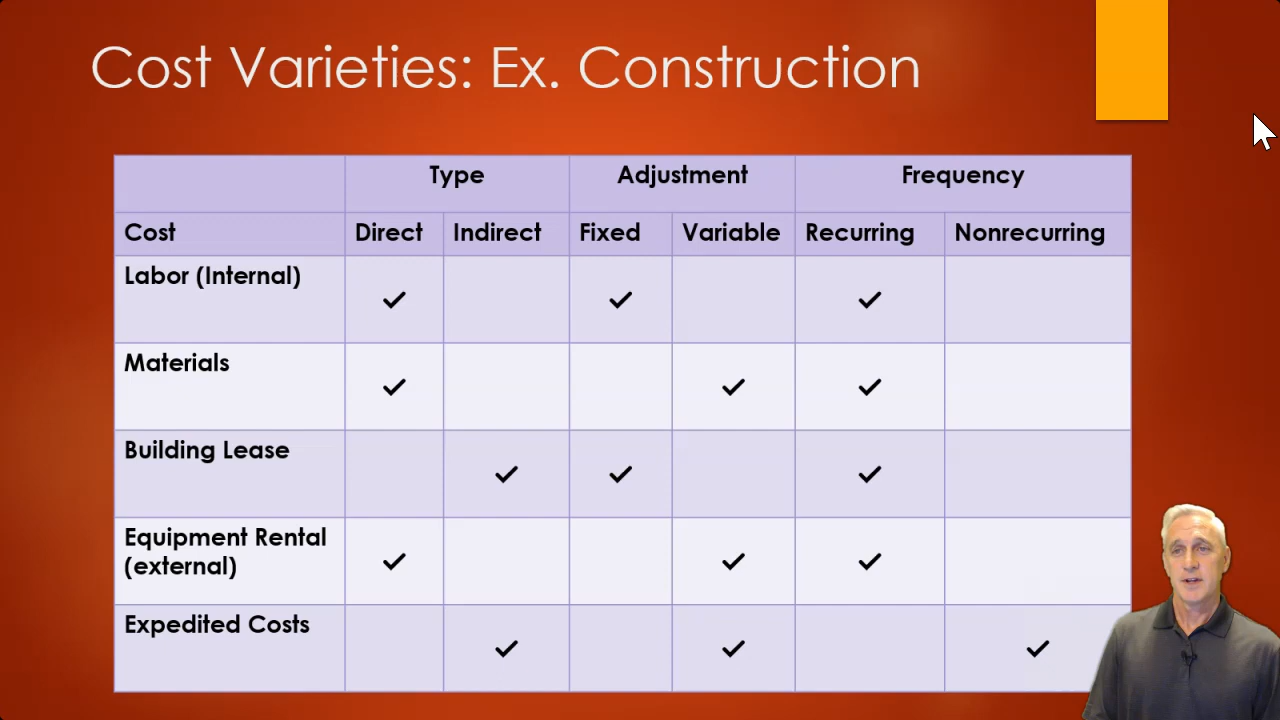 Cost Varieties: Ex. Construction
Type Adjustment Frequency
Cost Direct Indirect Fixed Variable Recurring Nonrecurring
Labor (Internal) ✓ ✓ ✓
Materials ✓ ✓ ✓
Building Lease ✓ ✓ ✓
Equipment Rental
(external) ✓ ✓ ✓
Expedited Costs ✓ ✓ ✓